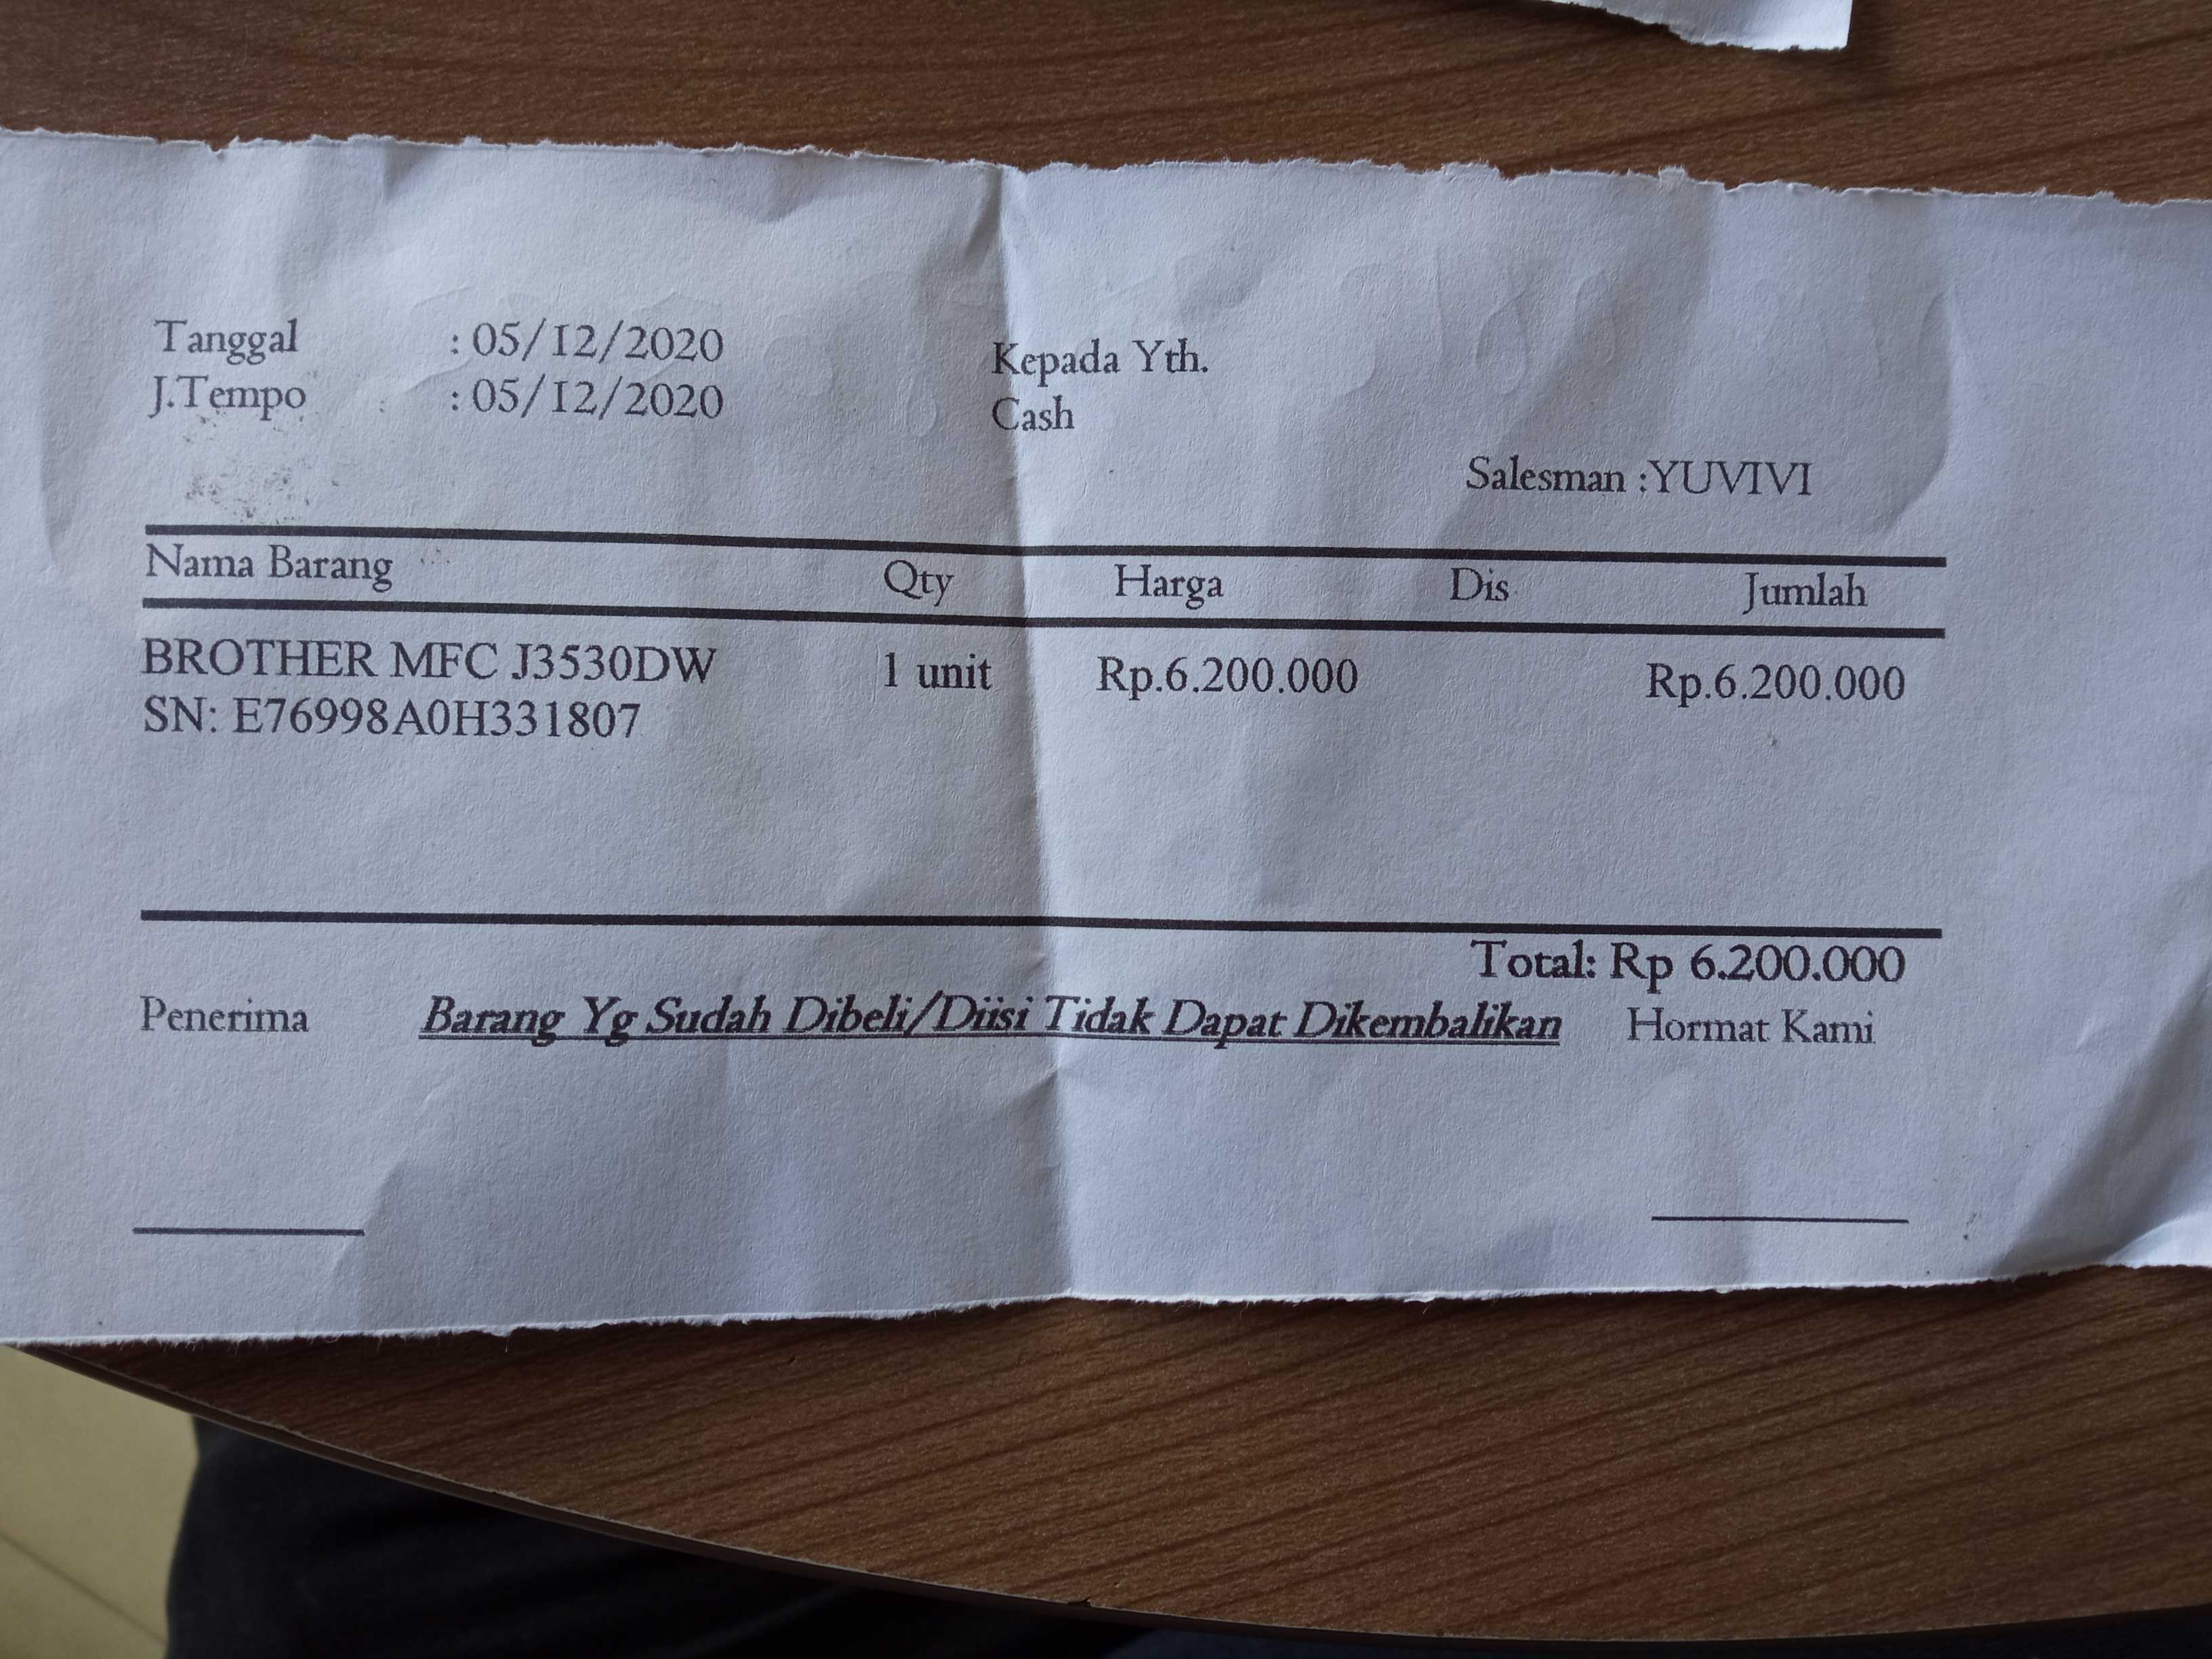 Tanggal : 05/12/2020
J.Tempo : 05/12/2020
Kepada Yth.
Cash
Salesman :YUVIVI
Nama Barang Qty Harga Dis Jumlah
BROTHER MFC J3530DW 1 unit Rp.6.200.000 Rp.6.200.000
SN: E76998A0H331807
Total: Rp 6.200.000
Penerima Barang Yg Sudah Dibeli/Diisi Tidak Dapat Dikembalikan Hormat Kami